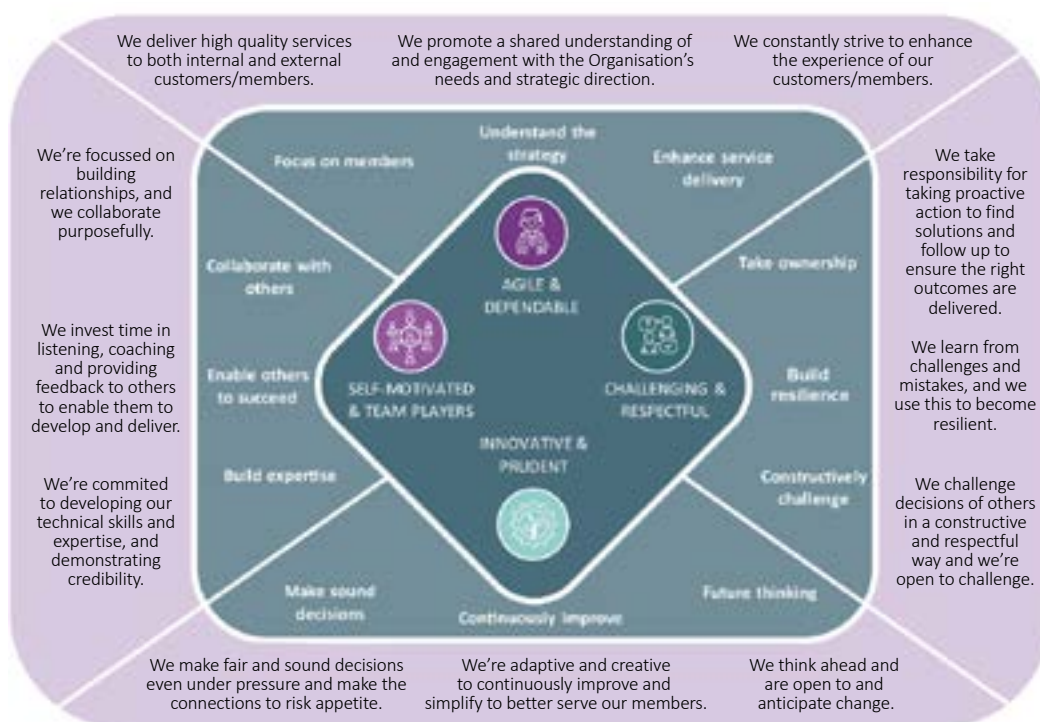 We deliver high quality services
to both internal and external
customers/members.
We promote a shared understanding of
and engagement with the Organisation's
needs and strategic direction.
We constantly strive to enhance
the experience of our
customers/members.
We're focussed on
building
relationships, and
we collaborate
purposefully.
We invest time in
listening, coaching
and providing
feedback to others
to enable them to
develop and deliver.
We're commited
to developing our
technical skills and
expertise, and
demonstrating
credibility.
Focus on members
Understand the
strategy
Enhance service
delivery
Collaborate with
others
Enable others
to succeed
Build expertise
AGILE &
DEPENDABLE
SELF-MOTIVATED
& TEAM PLAYERS
CHALLENGING &
RESPECTFUL
INNOVATIVE &
PRUDENT
Take ownership
Build
resilience
Constructively
challenge
Make sound
decisions
Continuously improve
Future thinking
We take
responsibility for
taking proactive
action to find
solutions and
follow up to
ensure the right
outcomes are
delivered.
We learn from
challenges and
mistakes, and we
use this to become
resilient.
We challenge
decisions of others
in a constructive
and respectful
way and we're
open to challenge.
We make fair and sound decisions
even under pressure and make the
connections to risk appetite.
We're adaptive and creative
to continuously improve and
simplify to better serve our members.
We think ahead and
are open to and
anticipate change.